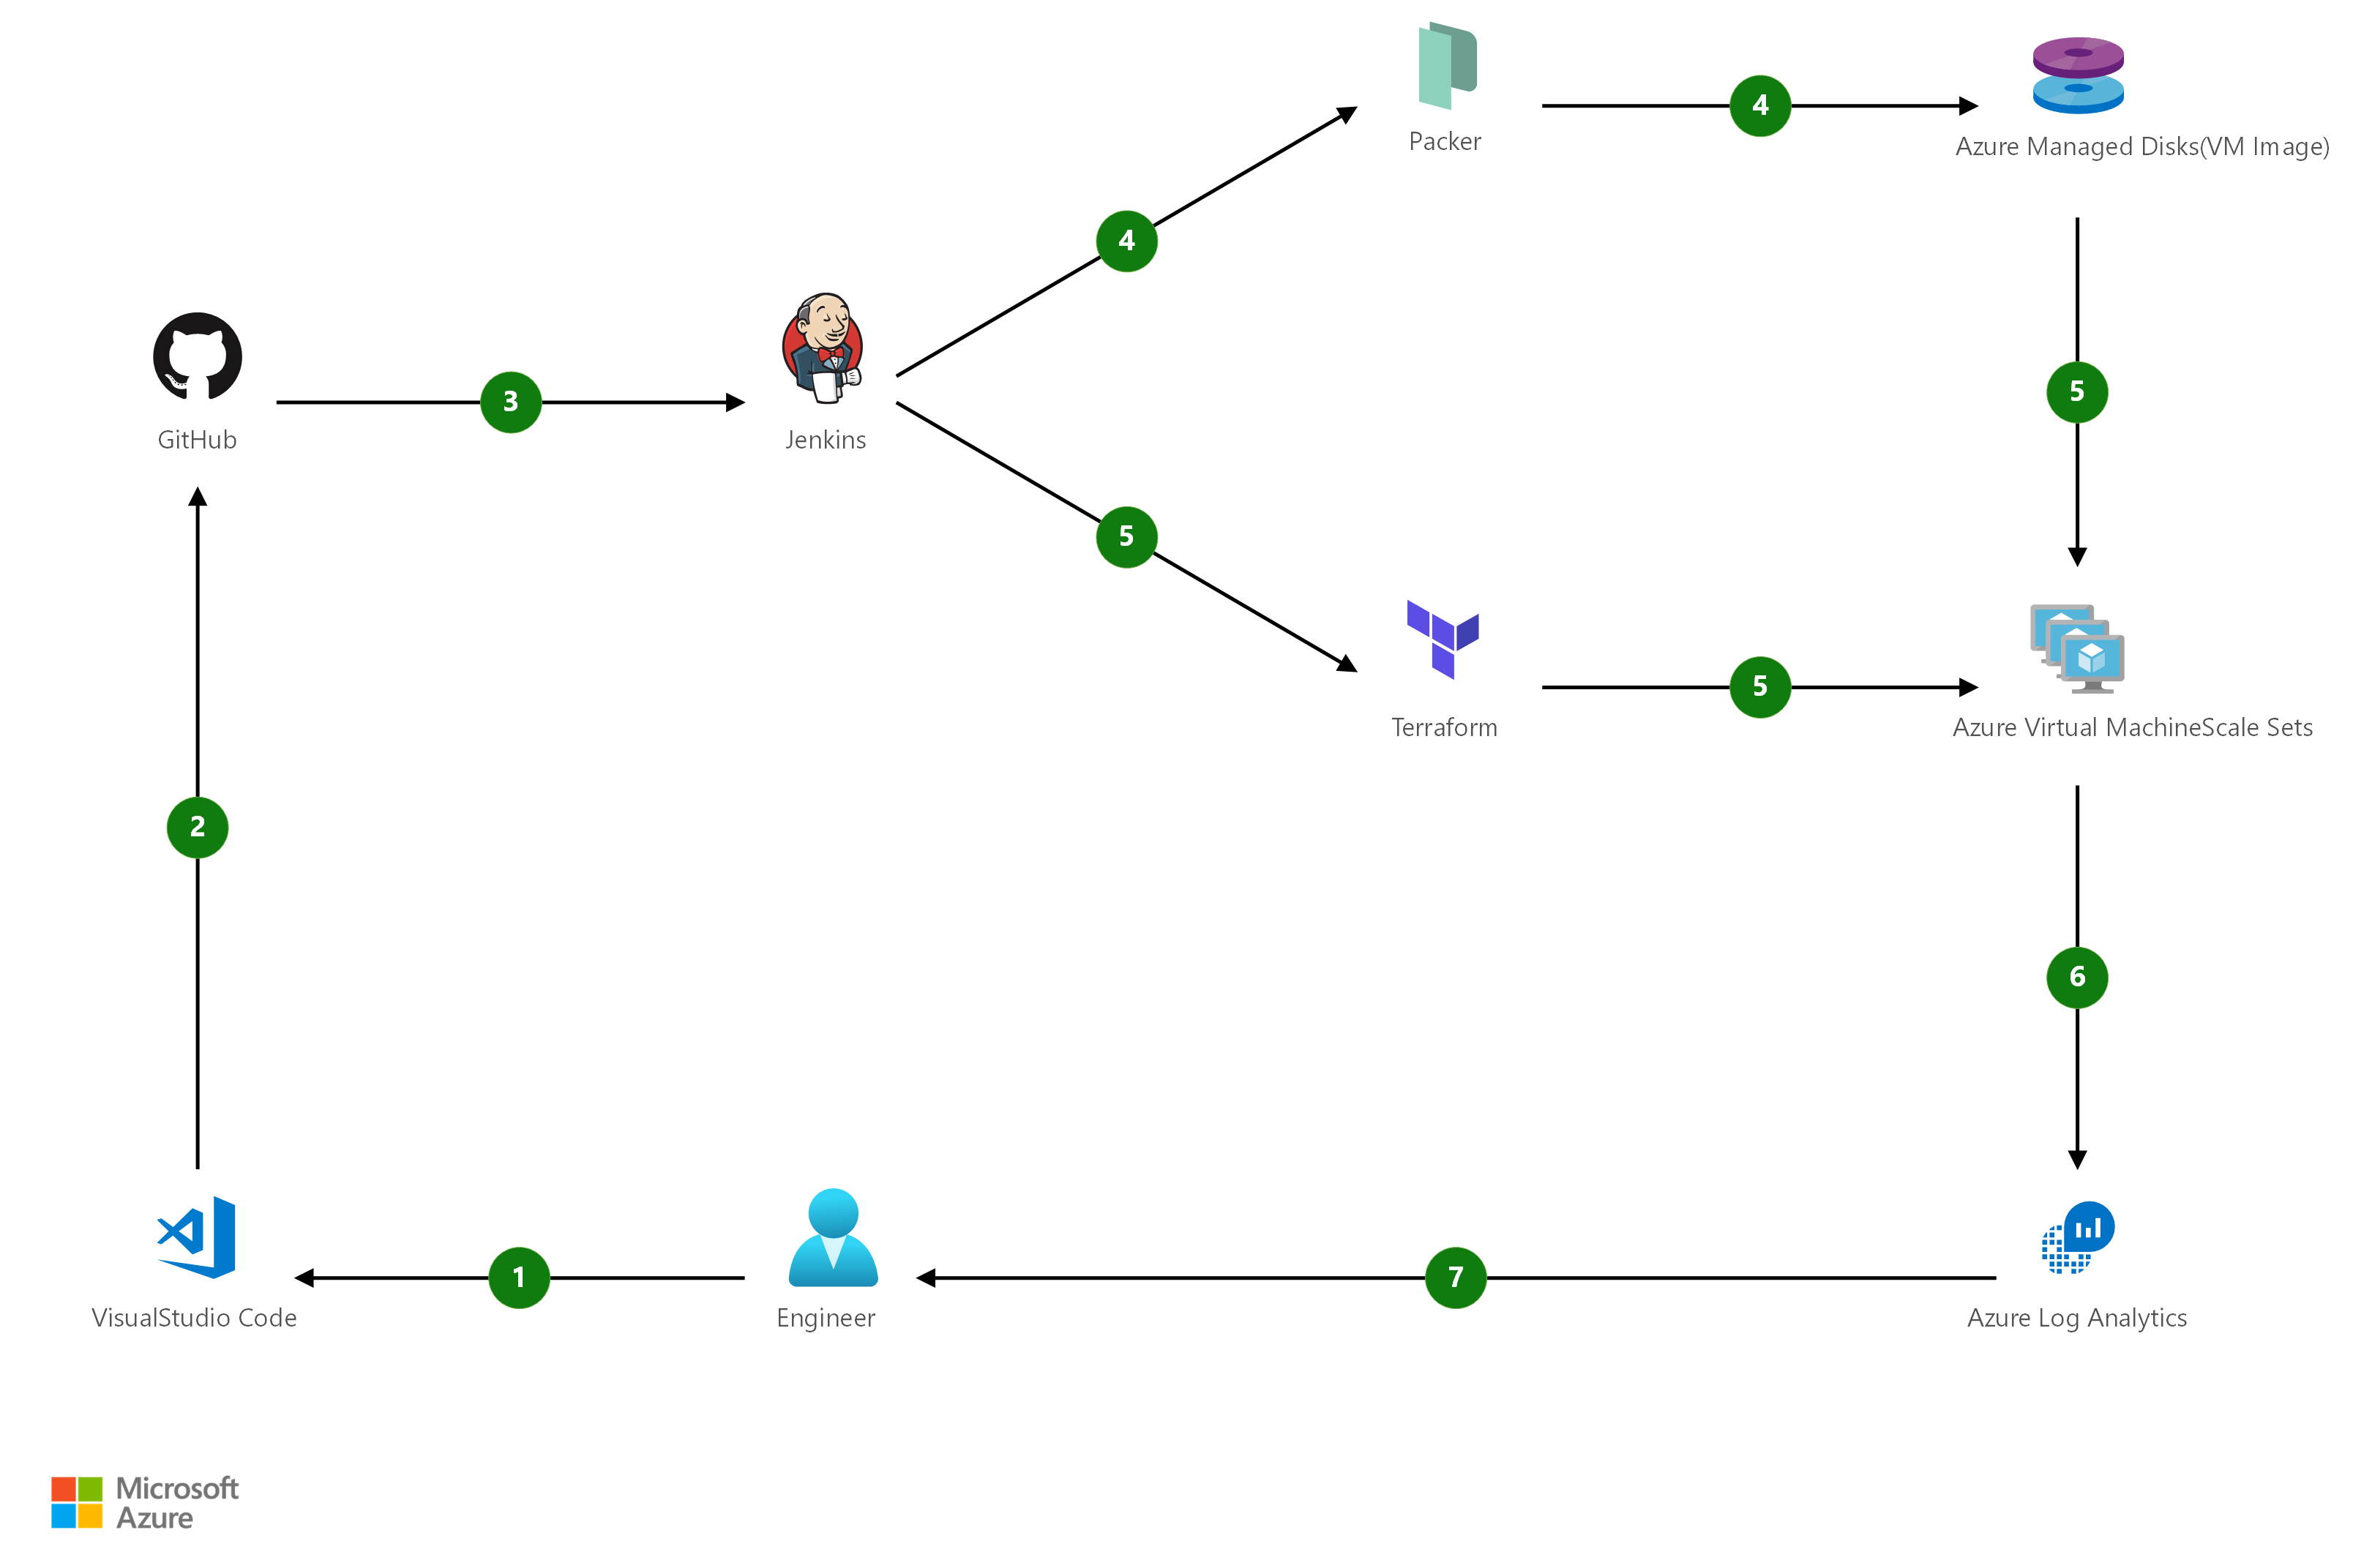 Packer
4
Azure Managed Disks(VM Image)
4
GitHub
3
Jenkins
5
5
Terraform
5
Azure Virtual MachineScale Sets
2
6
VisualStudio Code
1
Engineer
7
Azure Log Analytics
Microsoft
Azure